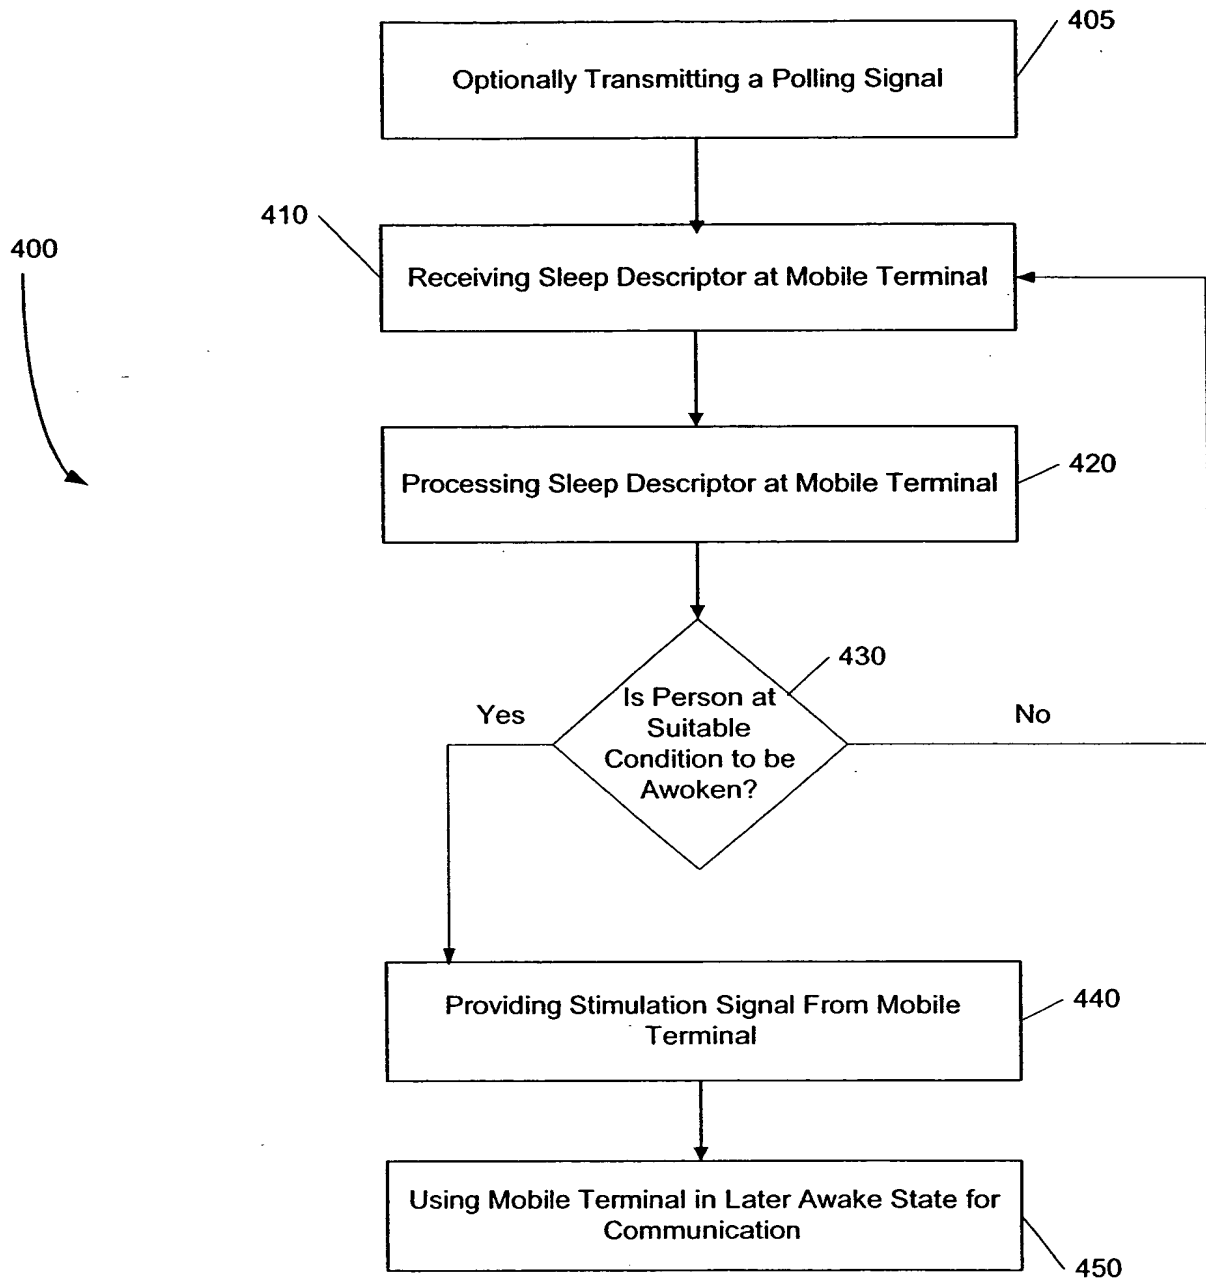 405
Optionally Transmitting a Polling Signal
410
400
Receiving Sleep Descriptor at Mobile Terminal
420
Processing Sleep Descriptor at Mobile Terminal
430
Is Person at
Suitable
Condition to be
Awoken?
Yes
No
440
Providing Stimulation Signal From Mobile
Terminal
Using Mobile Terminal in Later Awake State for
Communication
450